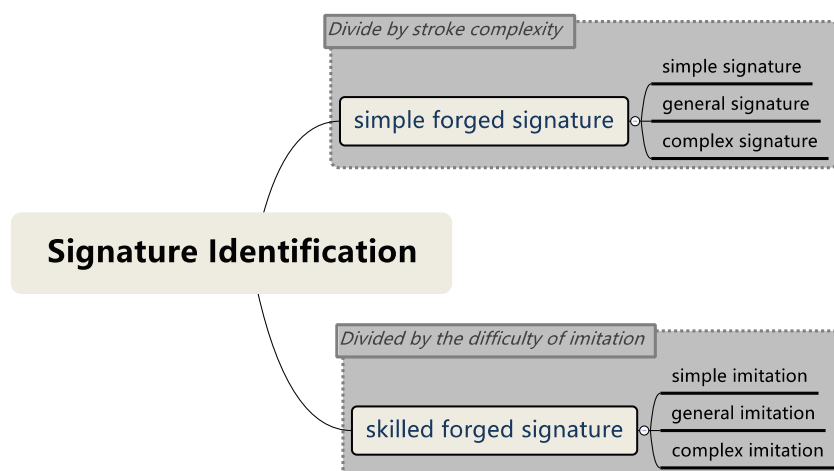 Divide by stroke complexity
simple signature
simple forged signature
general signature
complex signature
Signature Identification
Divided by the difficulty of imitation
simple imitation
general imitation
skilled forged signature
complex imitation